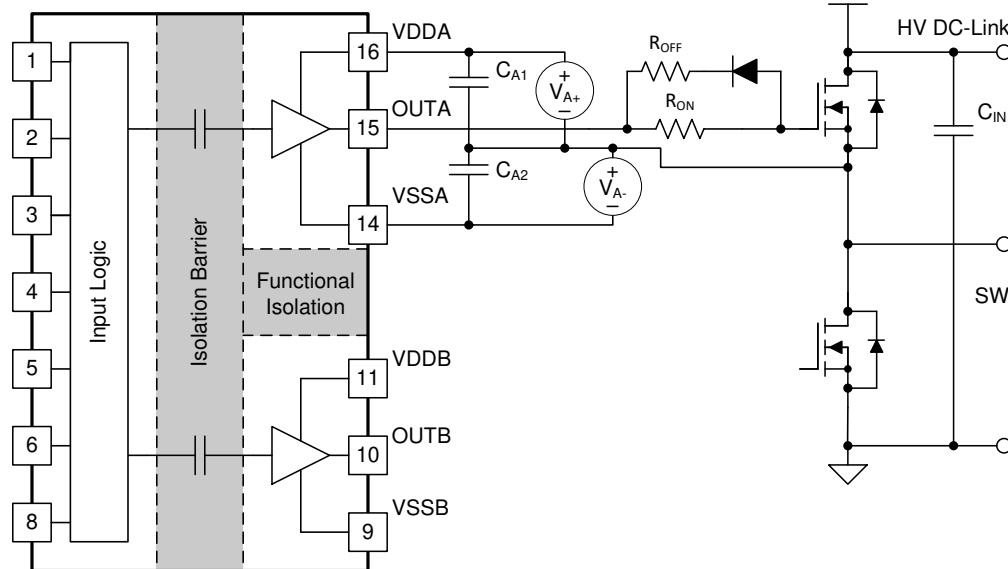 1
2
3
4
5
6
8
Input Logic
Isolation Barrier
Functional
Isolation
VDDA
16
OUTA
15
VSSA
14
VDDB
11
OUTB
10
VSSB
9
CA1
CA2
+
VA+
–
+
VA-
–
ROFF
RON
HV DC-Link
CIN
SW